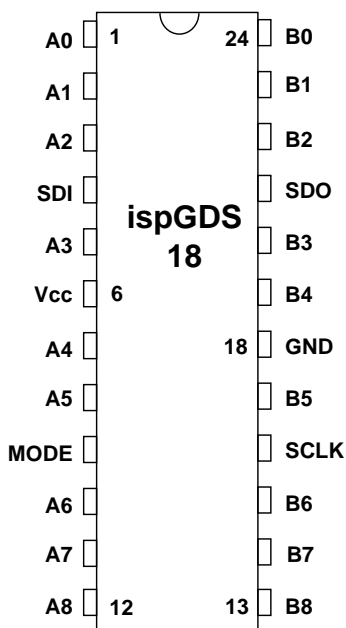 A0 1 24 B0
A1 B1
A2 B2
SDI SDO
ispGDS
18
A3 B3
Vcc 6 B4
A4 18 GND
A5 B5
MODE SCLK
A6 B6
A7 B7
A8 12 13 B8